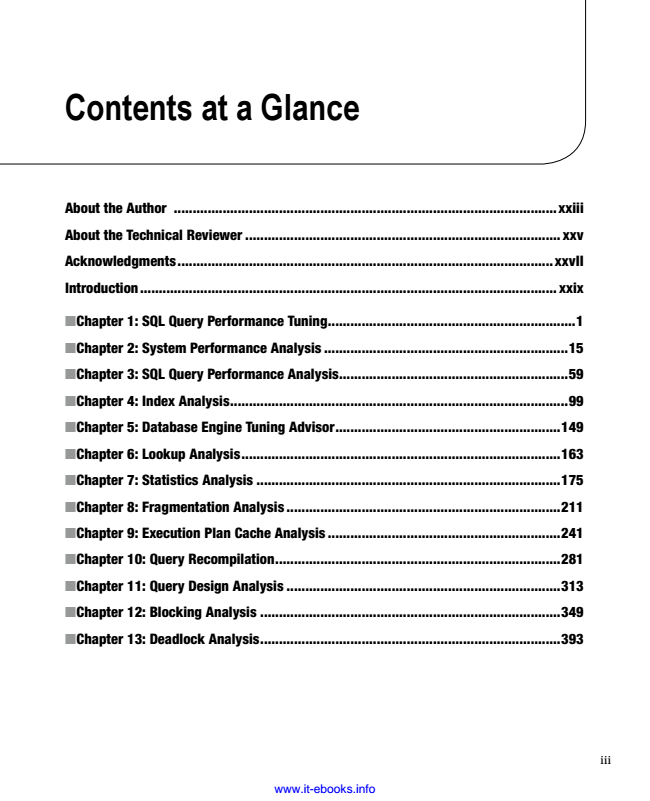 Contents at a Glance
About the Author ........................................................................................................ xxiii
About the Technical Reviewer ..................................................................................... xxv
Acknowledgments ..................................................................................................... xxvii
Introduction ................................................................................................................ xxix
■Chapter 1: SQL Query Performance Tuning..................................................................1
■Chapter 2: System Performance Analysis .................................................................15
■Chapter 3: SQL Query Performance Analysis.............................................................59
■Chapter 4: Index Analysis..........................................................................................99
■Chapter 5: Database Engine Tuning Advisor............................................................149
■Chapter 6: Lookup Analysis.....................................................................................163
■Chapter 7: Statistics Analysis .................................................................................175
■Chapter 8: Fragmentation Analysis .........................................................................211
■Chapter 9: Execution Plan Cache Analysis ..............................................................241
■Chapter 10: Query Recompilation............................................................................281
■Chapter 11: Query Design Analysis .........................................................................313
■Chapter 12: Blocking Analysis ................................................................................349
■Chapter 13: Deadlock Analysis................................................................................393
iii
www.it-ebooks.info